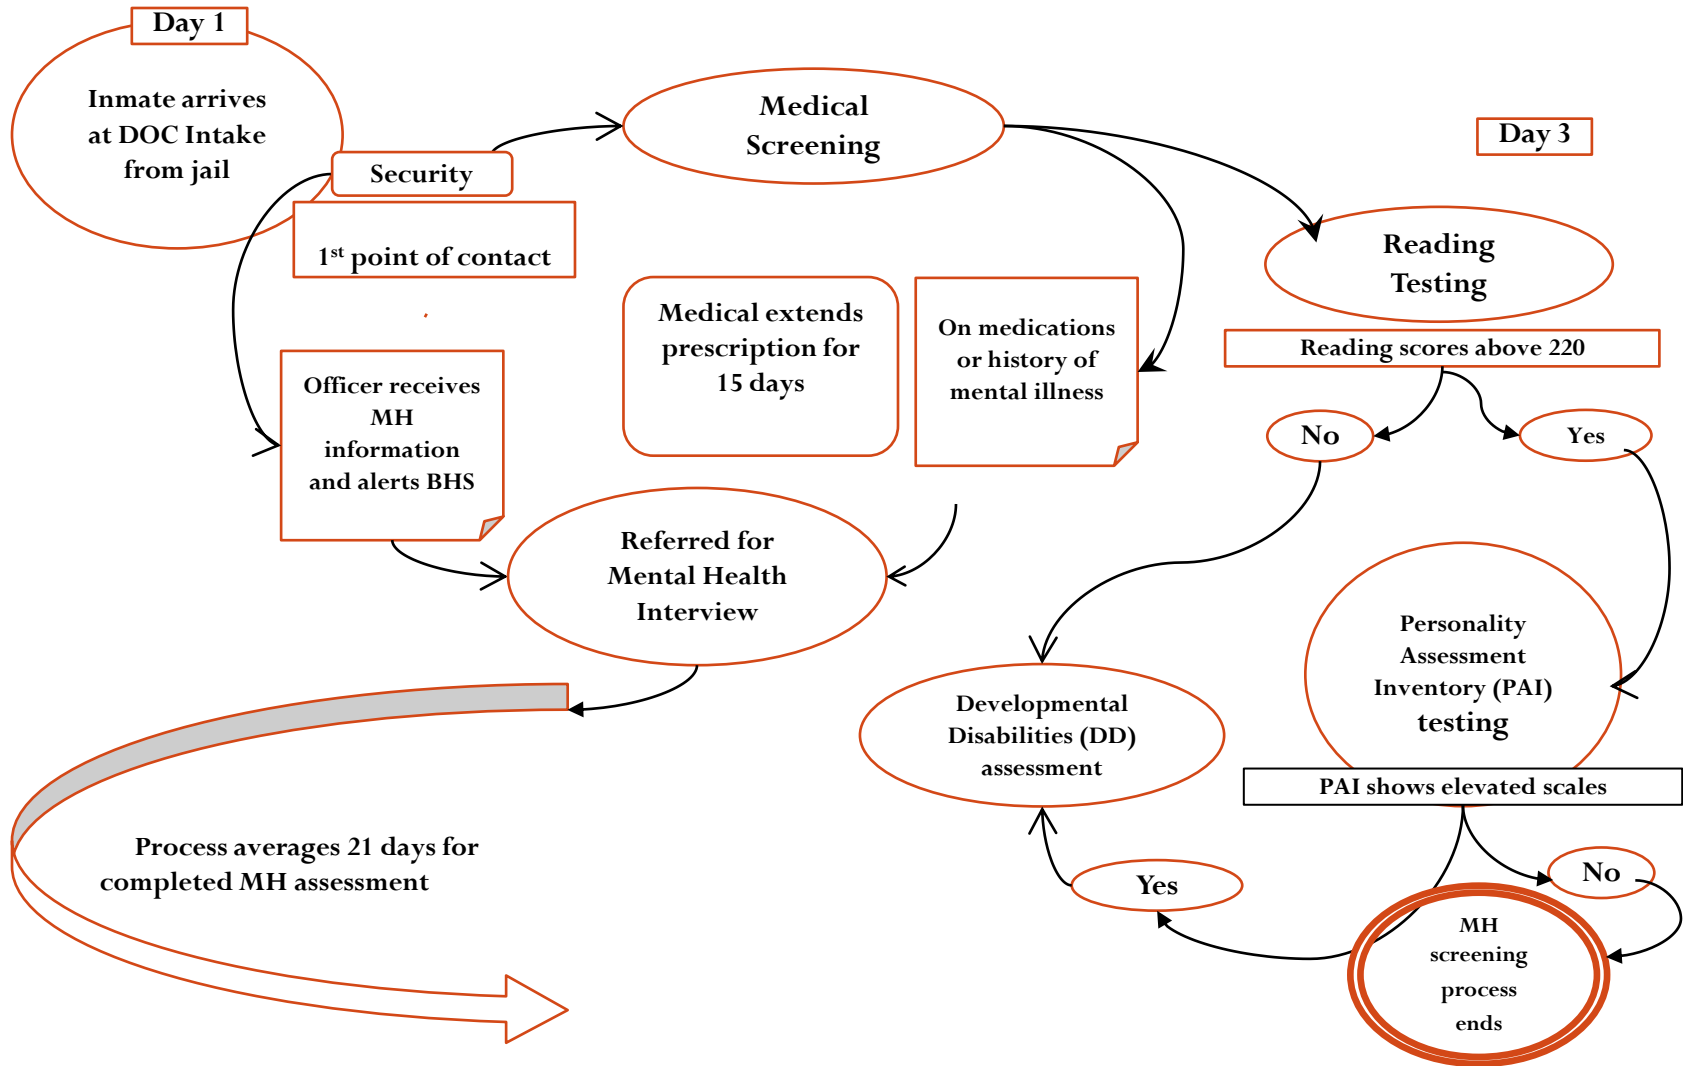 Day 1
Inmate arrives
at DOC Intake
from jail
Security
1st point of contact
Medical
Screening
Day 3
Reading
Testing
Reading scores above 220
No
Yes
Medical extends
prescription for
15 days
On medications
or history of
mental illness
Officer receives
MH
information
and alerts BHS
Referred for
Mental Health
Interview
Personality
Assessment
Inventory (PAI)
testing
Developmental
Disabilities (DD)
assessment
PAI shows elevated scales
Process averages 21 days for
completed MH assessment
Yes
No
MH
screening
process
ends